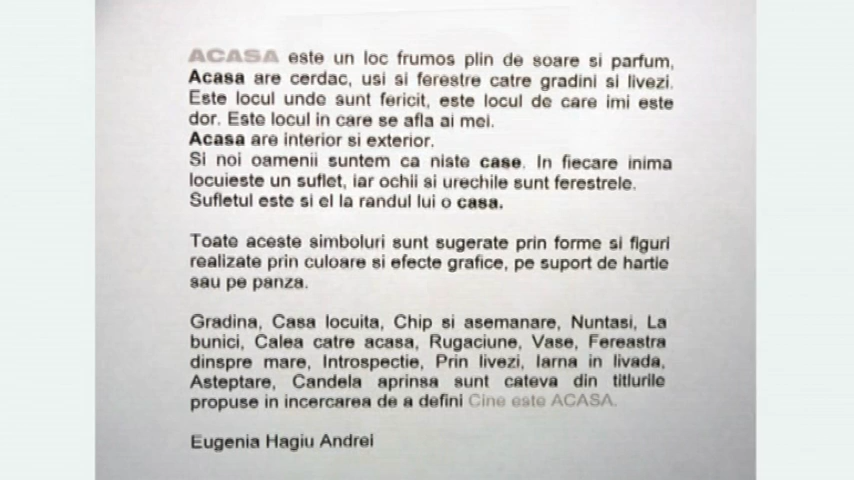 ACASA este un loc frumos plin de soare si parfum,
Acasa are cerdac, usi si ferestre catre gradini si livezi.
Este locul unde sunt fericit, este locul de care imi este
dor. Este locul in care se afla ai mei.
Acasa are interior si exterior.
Si noi oamenii suntem ca niste case. In fiecare inima
locuieste un suflet, iar ochii si urechile sunt ferestrele.
Sufletul este si el la randul lui o casa.
Toate aceste simboluri sunt sugerate prin forme si figuri
realizate prin culoare si efecte grafice, pe suport de hartie
sau pe panza.
Gradina, Casa locuita, Chip si asemanare, Nuntasi, La
bunici, Calea catre acasa, Rugaciune, Vase, Fereastra
dinspre mare, Introspectie, Prin livezi, Iarna in livada,
Asteptare, Candela aprinsa sunt cateva din titlurile
propuse in incercarea de a defini Cine este ACASA.
Eugenia Hagiu Andrei